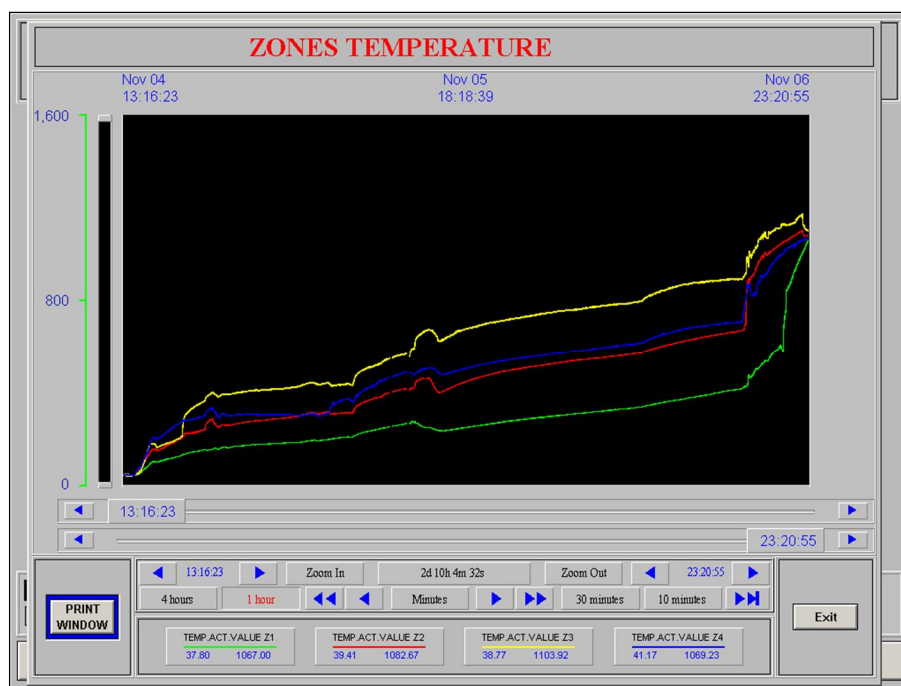 ZONES TEMPERATURE
Nov 04 Nov 05 Nov 06
13:16:23 18:18:39 23:20:55
1,600
800
0
13:16:23
23:20:55
13:16:23 Zoom In 2d 10h 4m 32s Zoom Out 23:20:55
4 hours 1 hour Minutes 30 minutes 10 minutes
PRINT
WINDOW
Exit
TEMP.ACT.VALUE Z1 TEMP.ACT.VALUE Z2 TEMP.ACT.VALUE Z3 TEMP.ACT.VALUE Z4
37.80 1067.00 39.41 1082.67 38.77 1103.92 41.17 1069.23